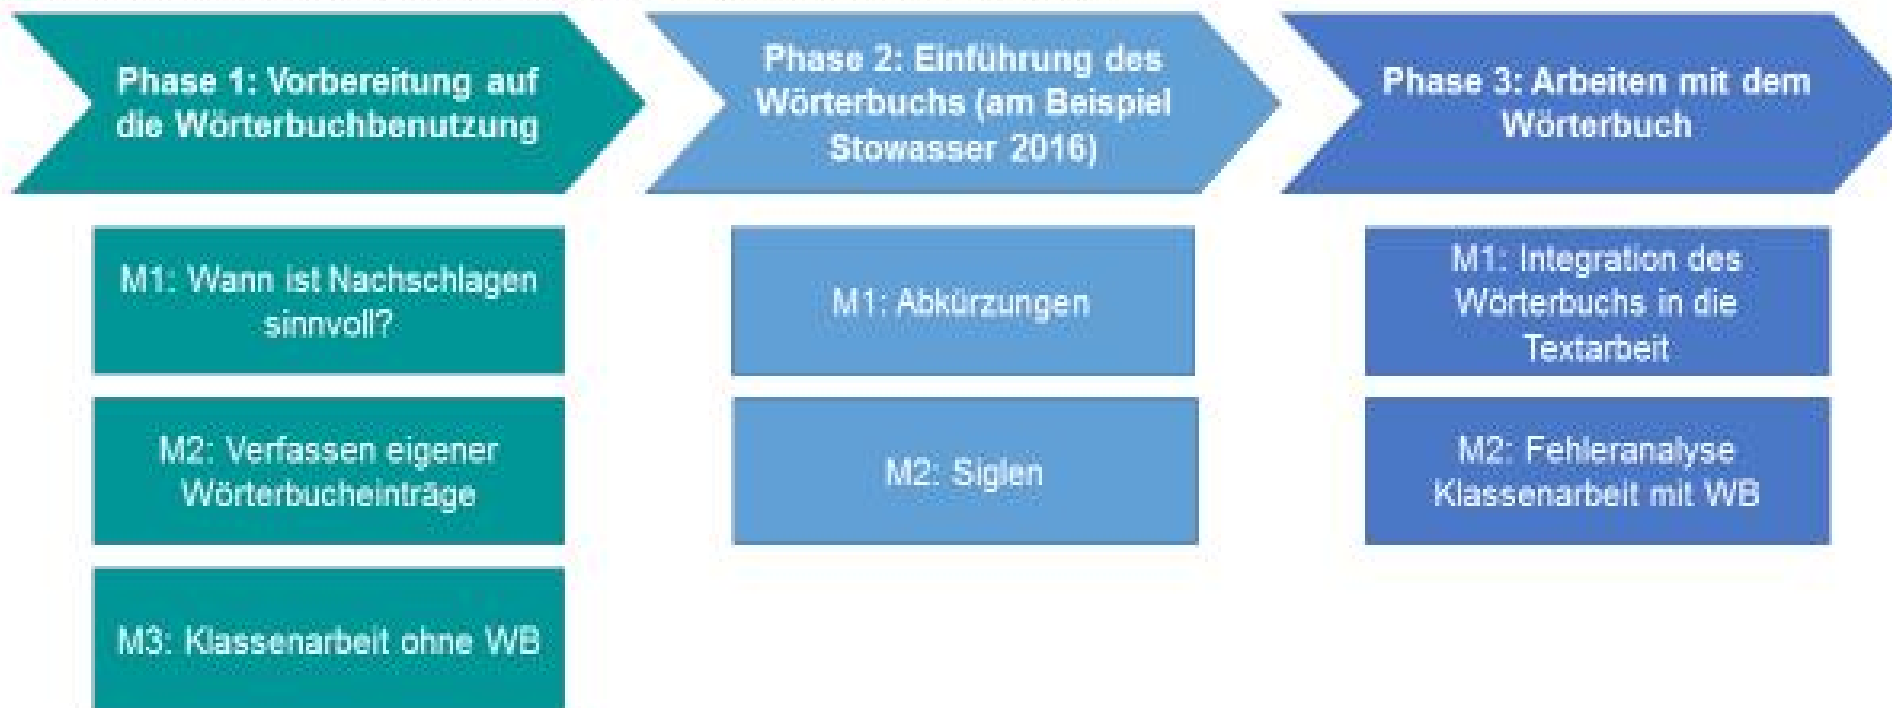 Phase 1: Vorbereitung auf
die Wörterbuchbenutzung
M1: Wann ist Nachschlagen
sinnvoll?
M2: Verfassen eigener
Wörterbucheinträge
M3: Klassenarbeit ohne WB
Phase 2: Einführung des
Wörterbuchs (am Beispiel
Stowasser 2016)
M1: Abkürzungen
M2: Siglen
Phase 3: Arbeiten mit dem
Wörterbuch
M1: Integration des
Wörterbuchs in die
Textarbeit
M2: Fehleranalyse
Klassenarbeit mit WB